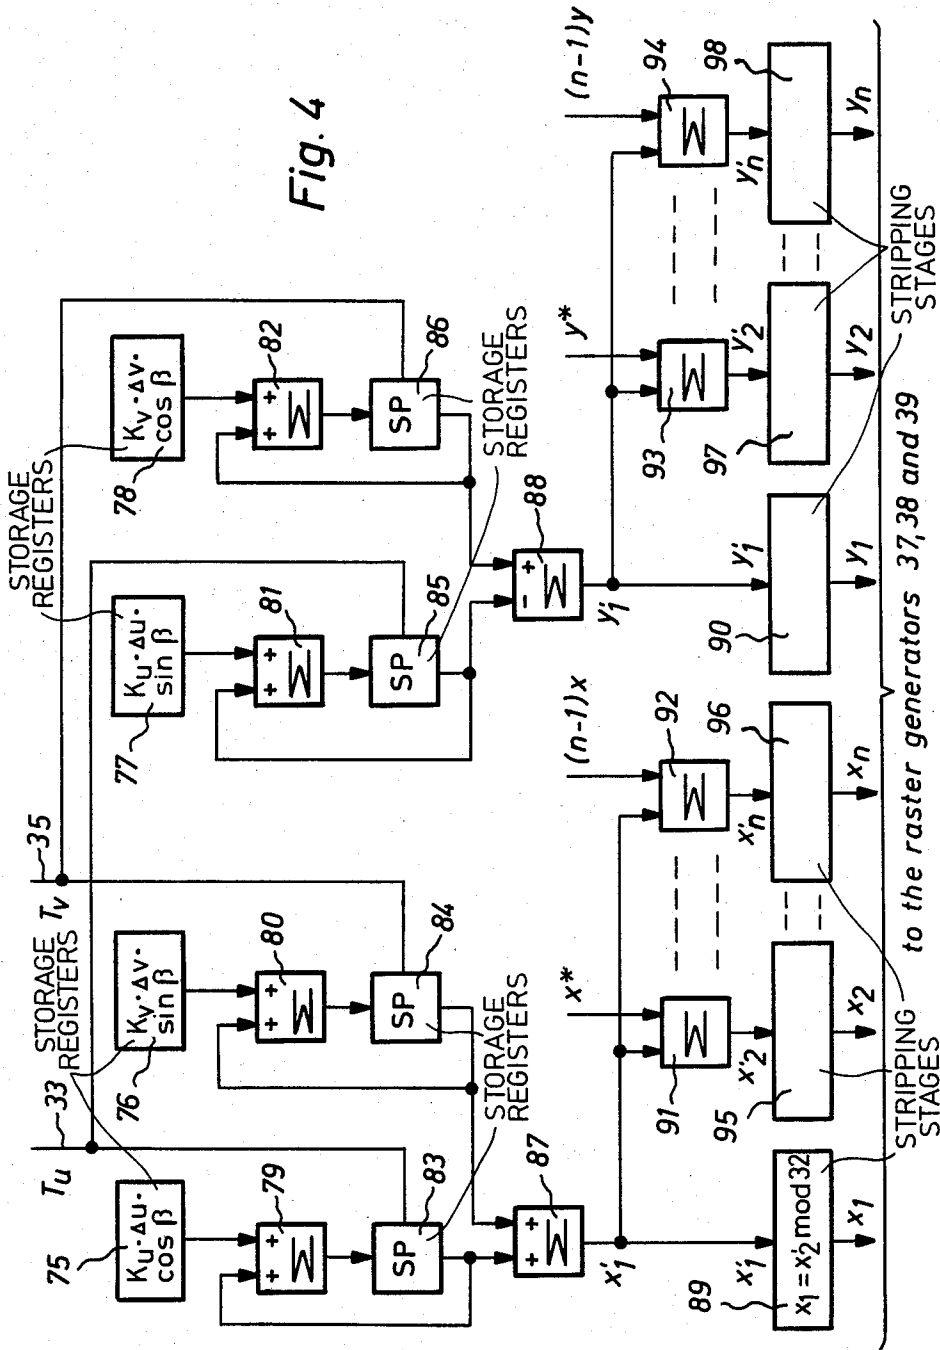 Fig. 4
Tu
33
STORAGE
REGISTERS
Tv
35
STORAGE
REGISTERS
75
Ku·Δu·
cos β
76
Kv·Δv·
sin β
77
Ku·Δu·
sin β
78
Kv·Δv·
cos β
+ + Σ 79
+ + Σ 80
+ + Σ 81
+ + Σ 82
SP 83
SP 84
SP 85
SP 86
STORAGE
REGISTERS
STORAGE
REGISTERS
+ + Σ 87
- + Σ 88
x'1
x*
(n-1)x
y'1
y*
(n-1)y
91 Σ
Σ 92
93 Σ
Σ 94
x'1
x'2
x'n
y'1
y'2
y'n
89
x1 = x'2 mod 32
95
96
90
97
98
x1
x2
xn
y1
y2
yn
STRIPPING
STAGES
STRIPPING
STAGES
to the raster generators 37,38 and 39